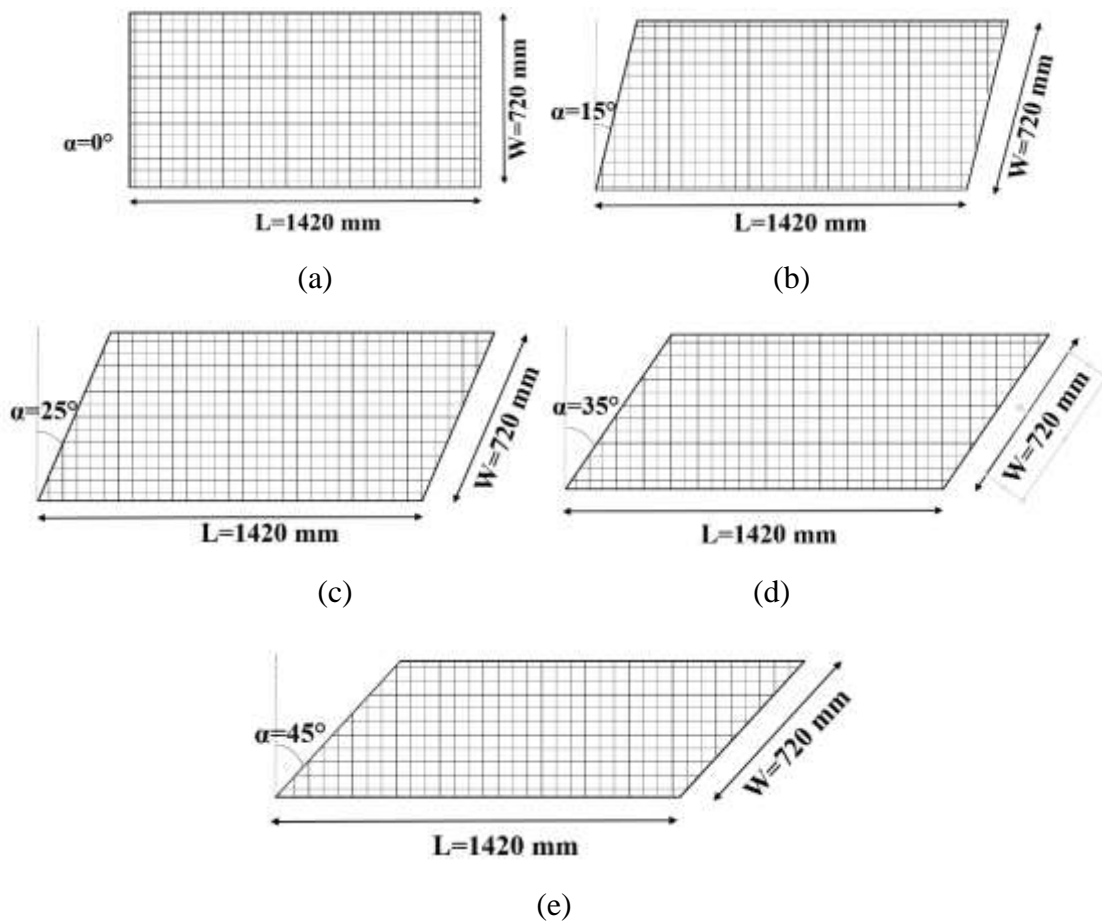 α=0°
W=720 mm
L=1420 mm
(a)
α=15°
W=720 mm
L=1420 mm
(b)
α=25°
W=720 mm
L=1420 mm
(c)
α=35°
W=720 mm
L=1420 mm
(d)
α=45°
W=720 mm
L=1420 mm
(e)